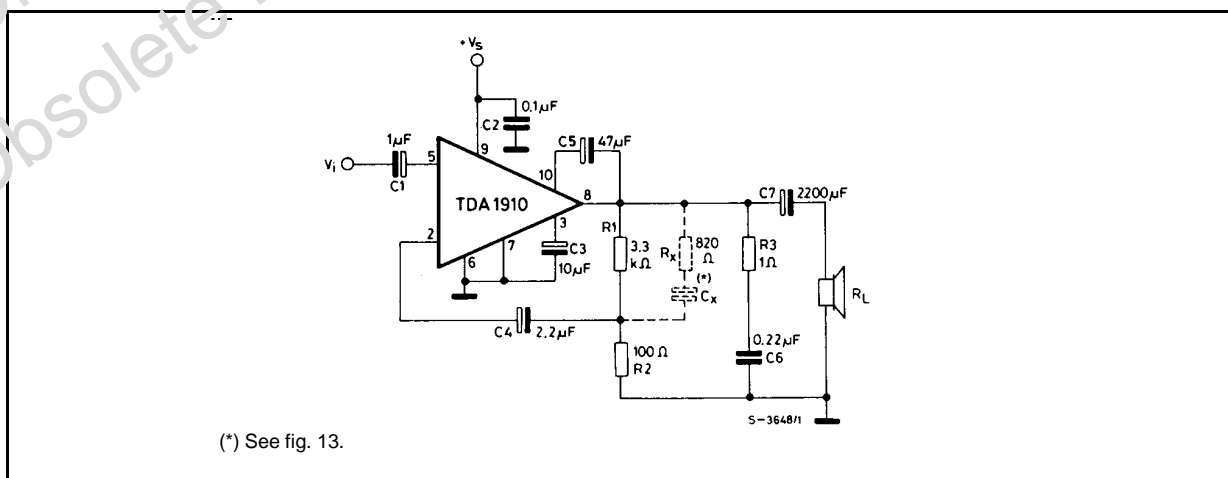 obsolete
+Vs
0.1µF
C2
1µF
Vi
C1
5
9
10
C5
47µF
8
TDA1910
3
2
6
7
C3
10µF
C4
2.2µF
R1
3.3
kΩ
Rx
820
Ω
(*)
Cx
100Ω
R2
R3
1Ω
C7
2200µF
RL
0.22µF
C6
S-3648/1
(*) See fig. 13.